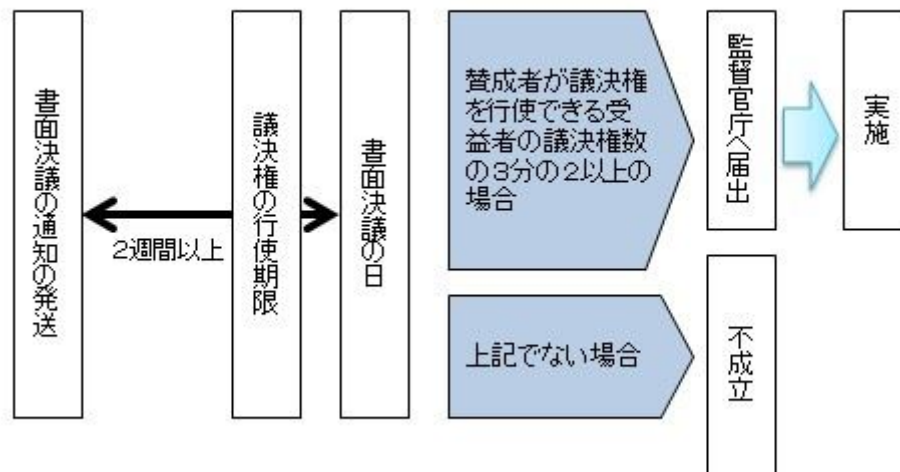 書面決議の通知の発送
2週間以上
議決権の行使期限
書面決議の日
賛成者が議決権
を行使できる受
益者の議決権数
の3分の2以上の
場合
監督官庁へ届出
実施
上記でない場合
不成立